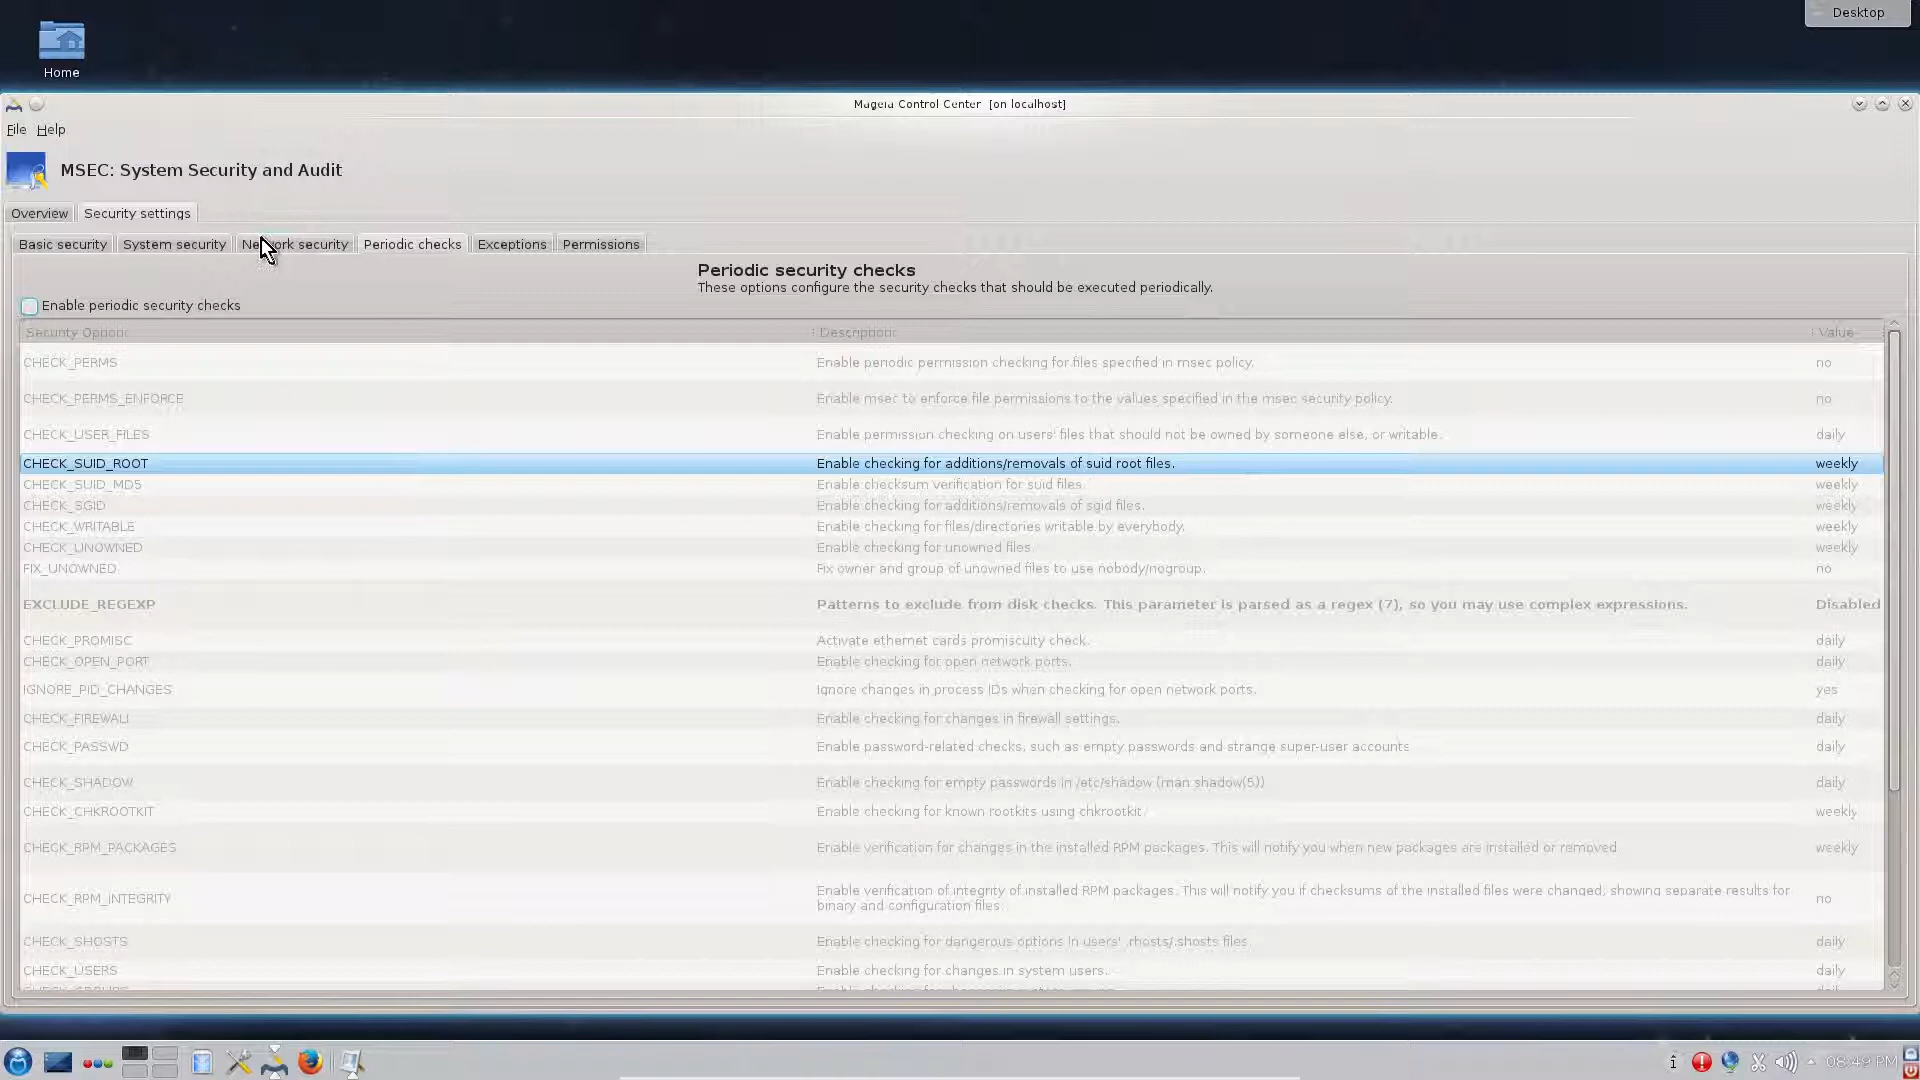 Desktop
Home
Mageia Control Center [on localhost]
File Help
MSEC: System Security and Audit
Overview Security settings
Basic security System security Network security Periodic checks Exceptions Permissions
Periodic security checks
These options configure the security checks that should be executed periodically.
Enable periodic security checks
Security Option Description Value
CHECK_PERMS Enable periodic permission checking for files specified in msec policy. no
CHECK_PERMS_ENFORCE Enable msec to enforce file permissions to the values specified in the msec security policy. no
CHECK_USER_FILES Enable permission checking on users' files that should not be owned by someone else, or writable. daily
CHECK_SUID_ROOT Enable checking for additions/removals of suid root files. weekly
CHECK_SUID_MD5 Enable checksum verification for suid files. weekly
CHECK_SGID Enable checking for additions/removals of sgid files. weekly
CHECK_WRITABLE Enable checking for files/directories writable by everybody. weekly
CHECK_UNOWNED Enable checking for unowned files. weekly
FIX_UNOWNED Fix owner and group of unowned files to use nobody/nogroup. no
EXCLUDE_REGEXP Patterns to exclude from disk checks. This parameter is parsed as a regex (7), so you may use complex expressions. Disabled
CHECK_PROMISC Activate ethernet cards promiscuity check. daily
CHECK_OPEN_PORT Enable checking for open network ports. daily
IGNORE_PID_CHANGES Ignore changes in process IDs when checking for open network ports. yes
CHECK_FIREWALL Enable checking for changes in firewall settings. daily
CHECK_PASSWD Enable password-related checks, such as empty passwords and strange super-user accounts daily
CHECK_SHADOW Enable checking for empty passwords in /etc/shadow (man shadow(5)) daily
CHECK_CHKROOTKIT Enable checking for known rootkits using chkrootkit. weekly
CHECK_RPM_PACKAGES Enable verification for changes in the installed RPM packages. This will notify you when new packages are installed or removed. weekly
CHECK_RPM_INTEGRITY Enable verification of integrity of installed RPM packages. This will notify you if checksums of the installed files were changed, showing separate results for binary and configuration files. no
CHECK_SHOSTS Enable checking for dangerous options in users' .rhosts/.shosts files. daily
CHECK_USERS Enable checking for changes in system users. daily
08:49 PM